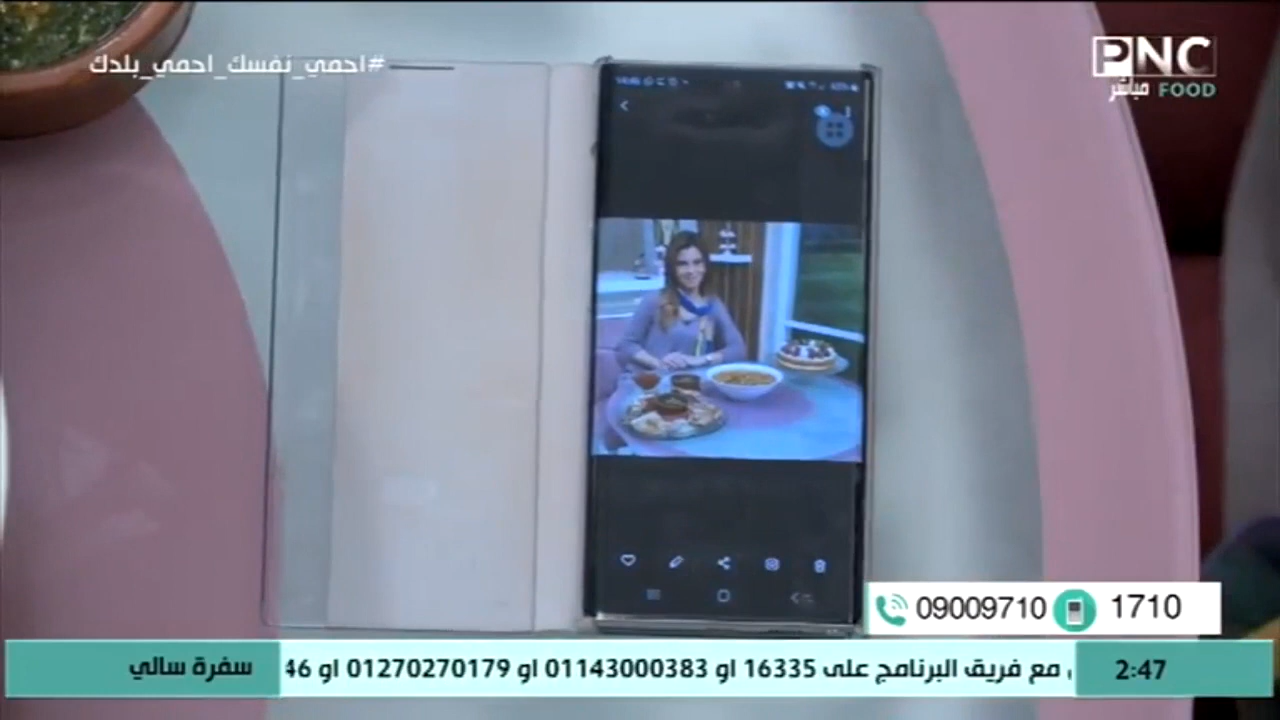 #احمي_نفسك_احمي_بلدك
PNC
مباشر FOOD
09009710 1710
سفرة سالي
مع فريق البرنامج على 16335 او 01143000383 او 01270270179 او 46
2:47